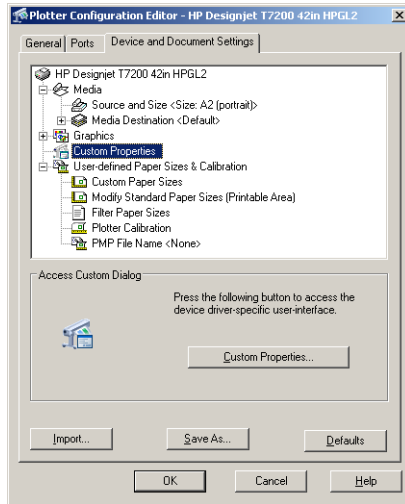 Plotter Configuration Editor - HP Designjet T7200 42in HPGL2
General Ports Device and Document Settings
HP Designjet T7200 42in HPGL2
Media
Source and Size <Size: A2 (portrait)>
Media Destination <Default>
Graphics
Custom Properties
User-defined Paper Sizes & Calibration
Custom Paper Sizes
Modify Standard Paper Sizes (Printable Area)
Filter Paper Sizes
Plotter Calibration
PMP File Name <None>
Access Custom Dialog
Press the following button to access the
device driver-specific user-interface.
Custom Properties...
Import... Save As... Defaults
OK Cancel Help